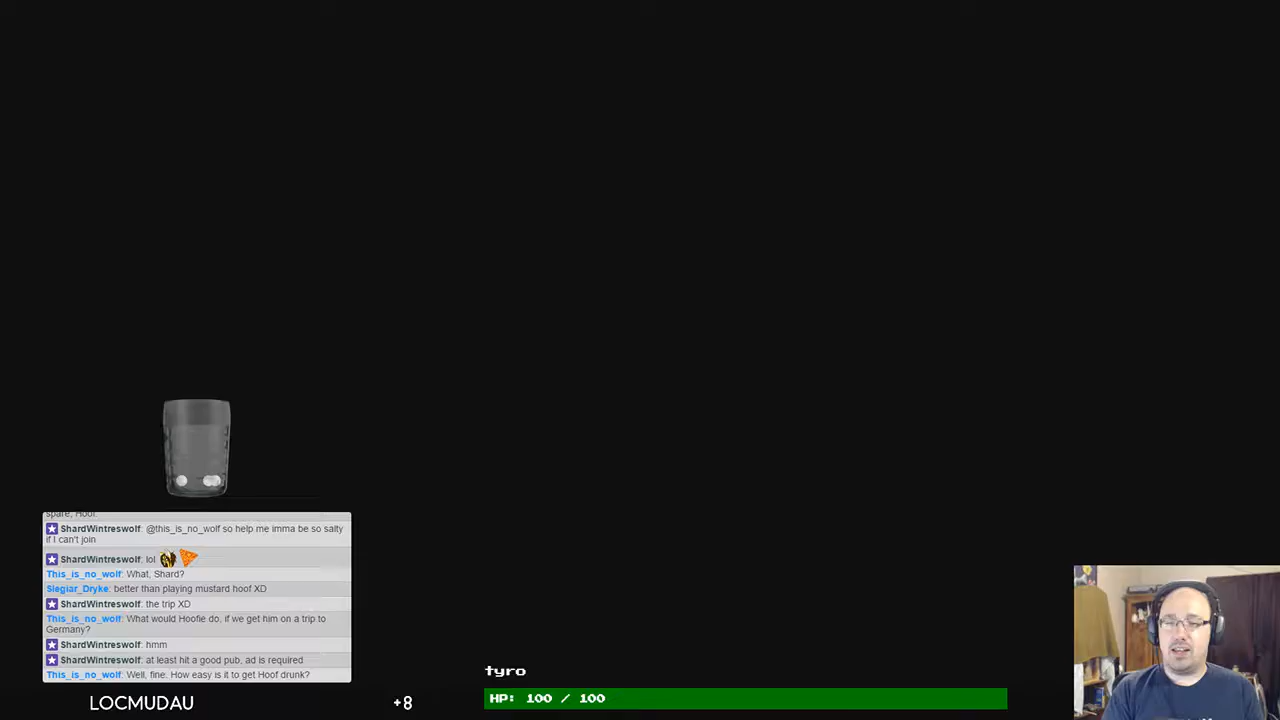 spare, Hoof.
ShardWintreswolf: @this_is_no_wolf so help me imma be so salty
if I can't join
ShardWintreswolf: lol
This_is_no_wolf: What, Shard?
Slegiar_Dryke: better than playing mustard hoof XD
ShardWintreswolf: the trip XD
This_is_no_wolf: What would Hoofie do, if we get him on a trip to
Germany?
ShardWintreswolf: hmm
ShardWintreswolf: at least hit a good pub, ad is required
This_is_no_wolf: Well, fine. How easy is it to get Hoof drunk?
LOCMUDAU
+8
tyro
HP: 100 / 100